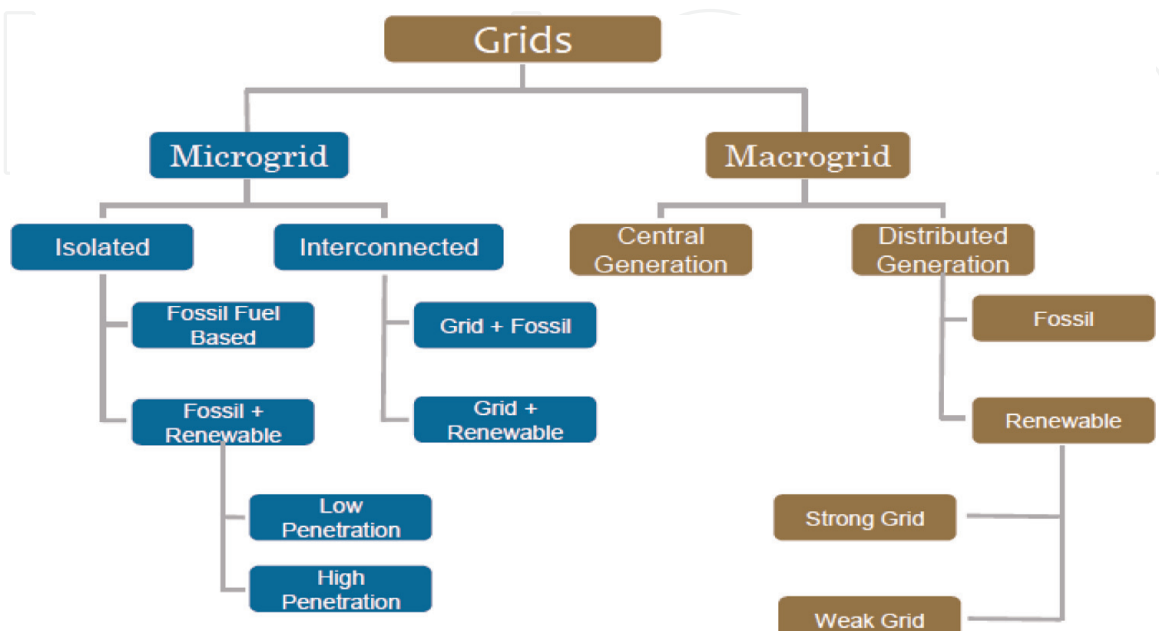 Grids
Microgrid
Macrogrid
Isolated
Interconnected
Central
Generation
Distributed
Generation
Fossil Fuel
Based
Grid + Fossil
Fossil
Fossil +
Renewable
Grid +
Renewable
Renewable
Low
Penetration
Strong Grid
High
Penetration
Weak Grid